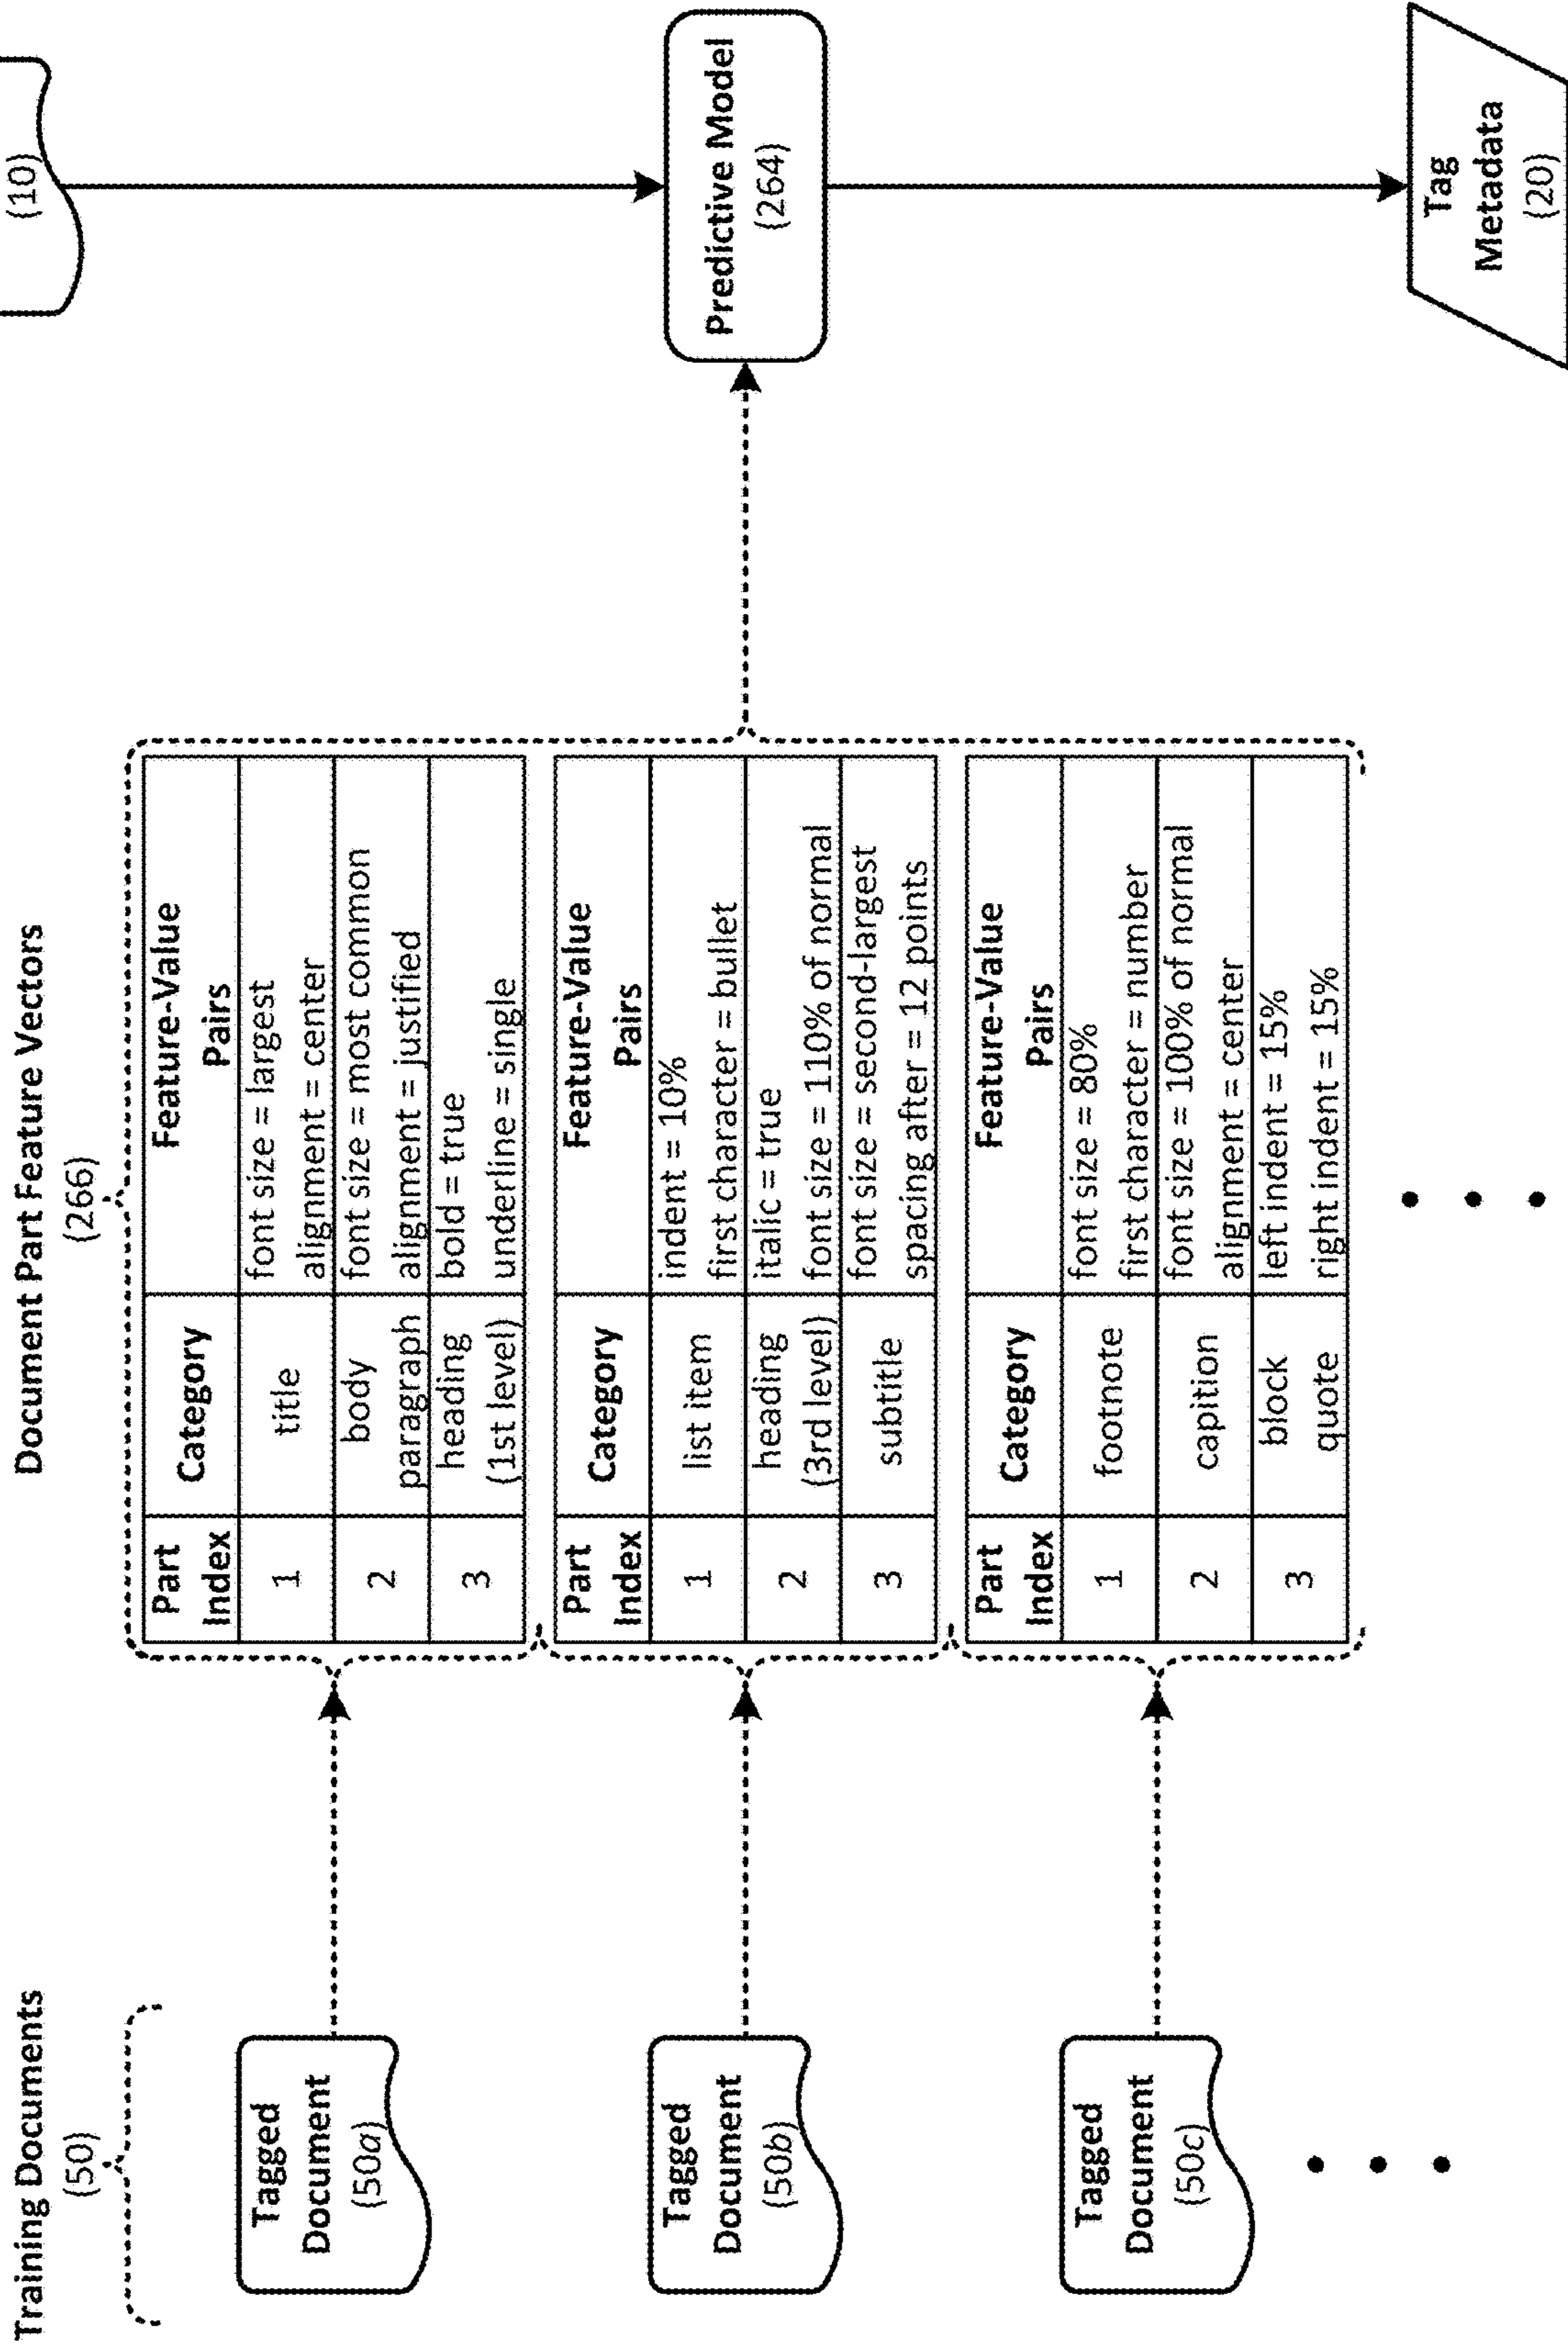 Training Documents
(50)
Tagged
Document
(50a)
Tagged
Document
(50b)
Tagged
Document
(50c)
Document Part Feature Vectors
(266)
Part
Index
Category
Feature-Value
Pairs
1
title
font size = largest
alignment = center
2
body
paragraph
font size = most common
alignment = justified
3
heading
(1st level)
bold = true
underline = single
Part
Index
Category
Feature-Value
Pairs
1
list item
indent = 10%
first character = bullet
2
heading
(3rd level)
italic = true
font size = 110% of normal
3
subtitle
font size = second-largest
spacing after = 12 points
Part
Index
Category
Feature-Value
Pairs
1
footnote
font size = 80%
first character = number
2
capition
font size = 100% of normal
alignment = center
3
block
quote
left indent = 15%
right indent = 15%
(10)
Predictive Model
(264)
Tag
Metadata
(20)